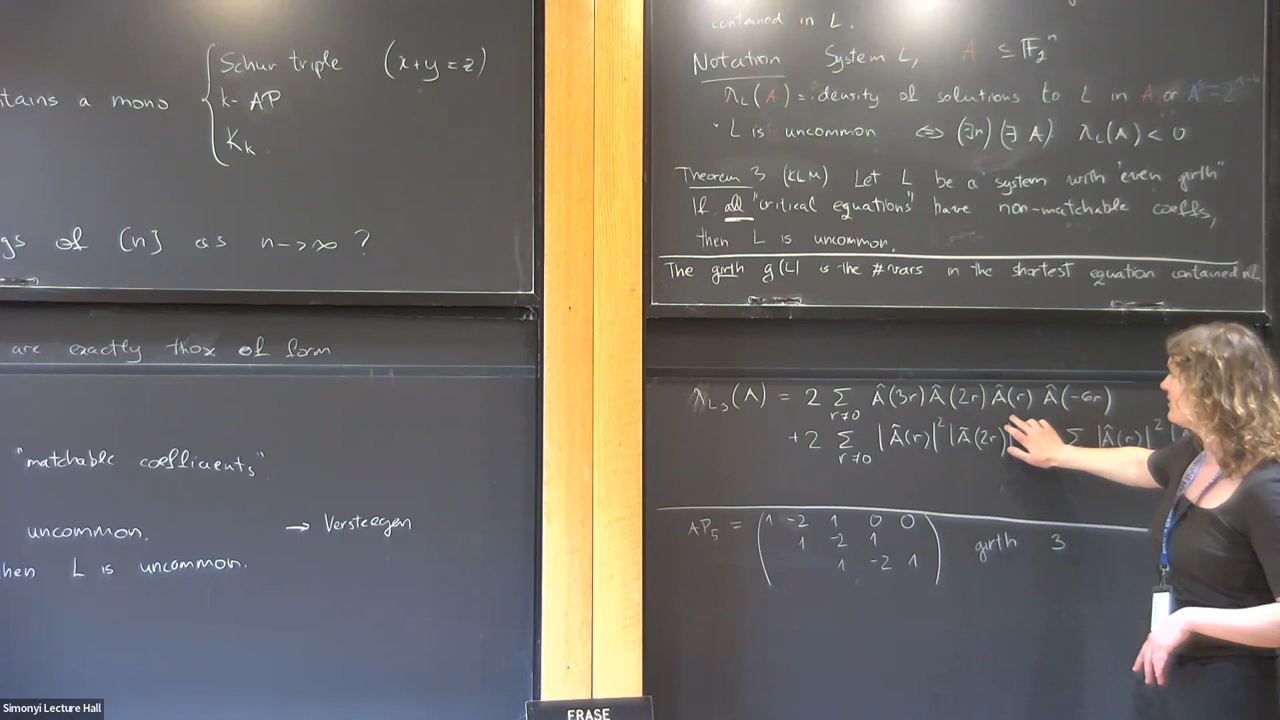 Schur triple (x+y=z)
tains a mono k-AP
K_k
gs of [n] as n→∞ ?
are exactly those of form
"matchable coefficients"
uncommon. → Versteegen
hen L is uncommon.
contained in L.
Notation System L, A ⊆ 𝔽_2^n
λ_L(A) = density of solutions to L in A or A^c
· L is uncommon ⇔ (∃n)(∃ A) λ_L(A) < 0
Theorem 3 (KLM) Let L be a system with "even girth"
If all "critical equations" have non-matchable coeffs,
then L is uncommon.
The girth g(L) is the # vars in the shortest equation contained in L
λ_{L_3}(A) = 2 Σ_{r≠0} Â(3r) Â(2r) Â(r) Â(-6r)
+ 2 Σ_{r≠0} |Â(r)|² |Â(2r)| Σ |Â(r)|²
AP_5 = ( 1 -2 1 0 0 )
1 -2 1 girth 3
1 -2 1
Simonyi Lecture Hall
ERASE